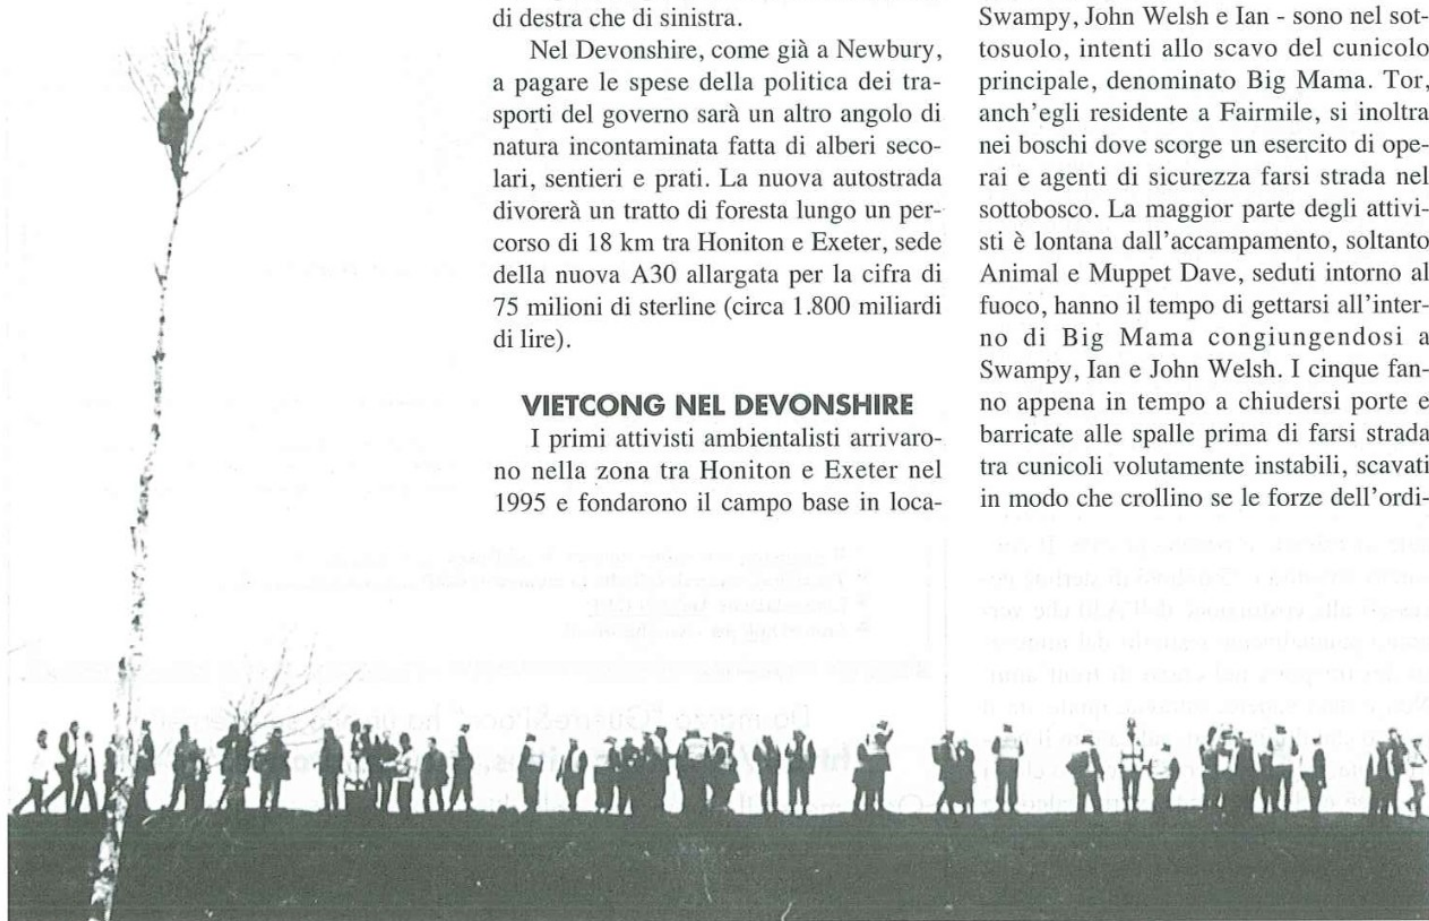 di destra che di sinistra.
Nel Devonshire, come già a Newbury,
a pagare le spese della politica dei tra-
sporti del governo sarà un altro angolo di
natura incontaminata fatta di alberi seco-
lari, sentieri e prati. La nuova autostrada
divorerà un tratto di foresta lungo un per-
corso di 18 km tra Honiton e Exeter, sede
della nuova A30 allargata per la cifra di
75 milioni di sterline (circa 1.800 miliardi
di lire).
VIETCONG NEL DEVONSHIRE
I primi attivisti ambientalisti arrivaro-
no nella zona tra Honiton e Exeter nel
1995 e fondarono il campo base in loca-
Swampy, John Welsh e Ian - sono nel sot-
tosuolo, intenti allo scavo del cunicolo
principale, denominato Big Mama. Tor,
anch'egli residente a Fairmile, si inoltra
nei boschi dove scorge un esercito di ope-
rai e agenti di sicurezza farsi strada nel
sottobosco. La maggior parte degli attivi-
sti è lontana dall'accampamento, soltanto
Animal e Muppet Dave, seduti intorno al
fuoco, hanno il tempo di gettarsi all'inter-
no di Big Mama congiungendosi a
Swampy, Ian e John Welsh. I cinque fan-
no appena in tempo a chiudersi porte e
barricate alle spalle prima di farsi strada
tra cunicoli volutamente instabili, scavati
in modo che crollino se le forze dell'ordi-